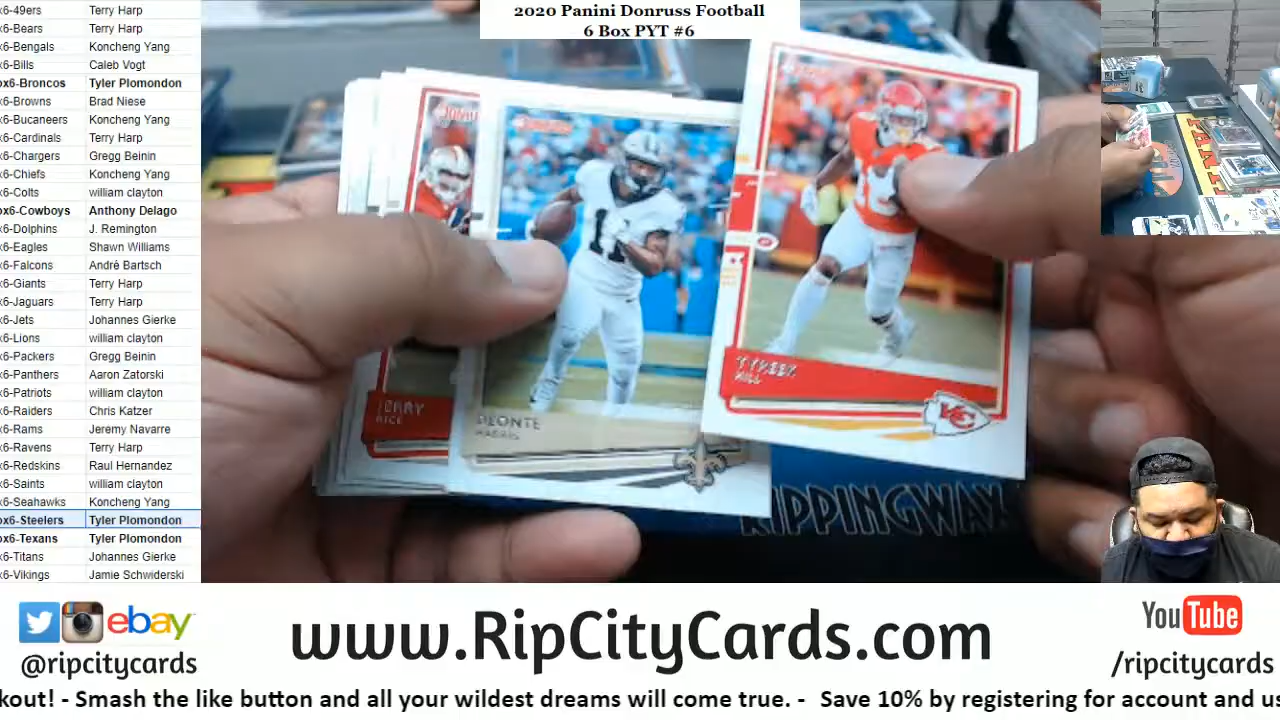 x6-49ers Terry Harp
x6-Bears Terry Harp
x6-Bengals Koncheng Yang
x6-Bills Caleb Vogt
ox6-Broncos Tyler Plomondon
x6-Browns Brad Niese
x6-Bucaneers Koncheng Yang
x6-Cardinals Terry Harp
x6-Chargers Gregg Beinin
x6-Chiefs Koncheng Yang
x6-Colts william clayton
ox6-Cowboys Anthony Delago
x6-Dolphins J. Remington
x6-Eagles Shawn Williams
x6-Falcons André Bartsch
x6-Giants Terry Harp
x6-Jaguars Terry Harp
x6-Jets Johannes Gierke
x6-Lions william clayton
x6-Packers Gregg Beinin
x6-Panthers Aaron Zatorski
x6-Patriots william clayton
x6-Raiders Chris Katzer
x6-Rams Jeremy Navarre
x6-Ravens Terry Harp
x6-Redskins Raul Hernandez
x6-Saints william clayton
x6-Seahawks Koncheng Yang
ox6-Steelers Tyler Plomondon
ox6-Texans Tyler Plomondon
x6-Titans Johannes Gierke
x6-Vikings Jamie Schwiderski
2020 Panini Donruss Football
6 Box PYT #6
JERRY
RICE
DEONTE
HARRIS
11
TYREEK
HILL
KC
RIPPINGWAX
ebay
@ripcitycards
www.RipCityCards.com
YouTube
/ripcitycards
kout! - Smash the like button and all your wildest dreams will come true. - Save 10% by registering for account and us